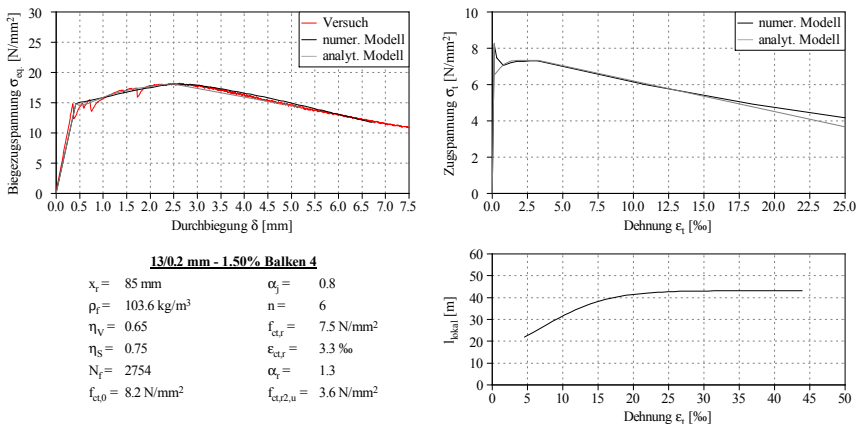 Biegezugspannung σeq. [N/mm²]
30
25
20
15
10
5
0
Versuch
numer. Modell
analyt. Modell
0.0 0.5 1.0 1.5 2.0 2.5 3.0 3.5 4.0 4.5 5.0 5.5 6.0 6.5 7.0 7.5
Durchbiegung δ [mm]
Zugspannung σt [N/mm²]
10
8
6
4
2
0
numer. Modell
analyt. Modell
0.0 2.5 5.0 7.5 10.0 12.5 15.0 17.5 20.0 22.5 25.0
Dehnung εt [‰]
13/0.2 mm - 1.50% Balken 4
xr = 85 mm αj = 0.8
ρf = 103.6 kg/m³ n = 6
ηV = 0.65 fct,r = 7.5 N/mm²
ηS = 0.75 εct,r = 3.3 ‰
Nf = 2754 αr = 1.3
fct,0 = 8.2 N/mm² fct,r2,u = 3.6 N/mm²
llokal [m]
60
50
40
30
20
10
0
0 5 10 15 20 25 30 35 40 45 50
Dehnung εt [‰]